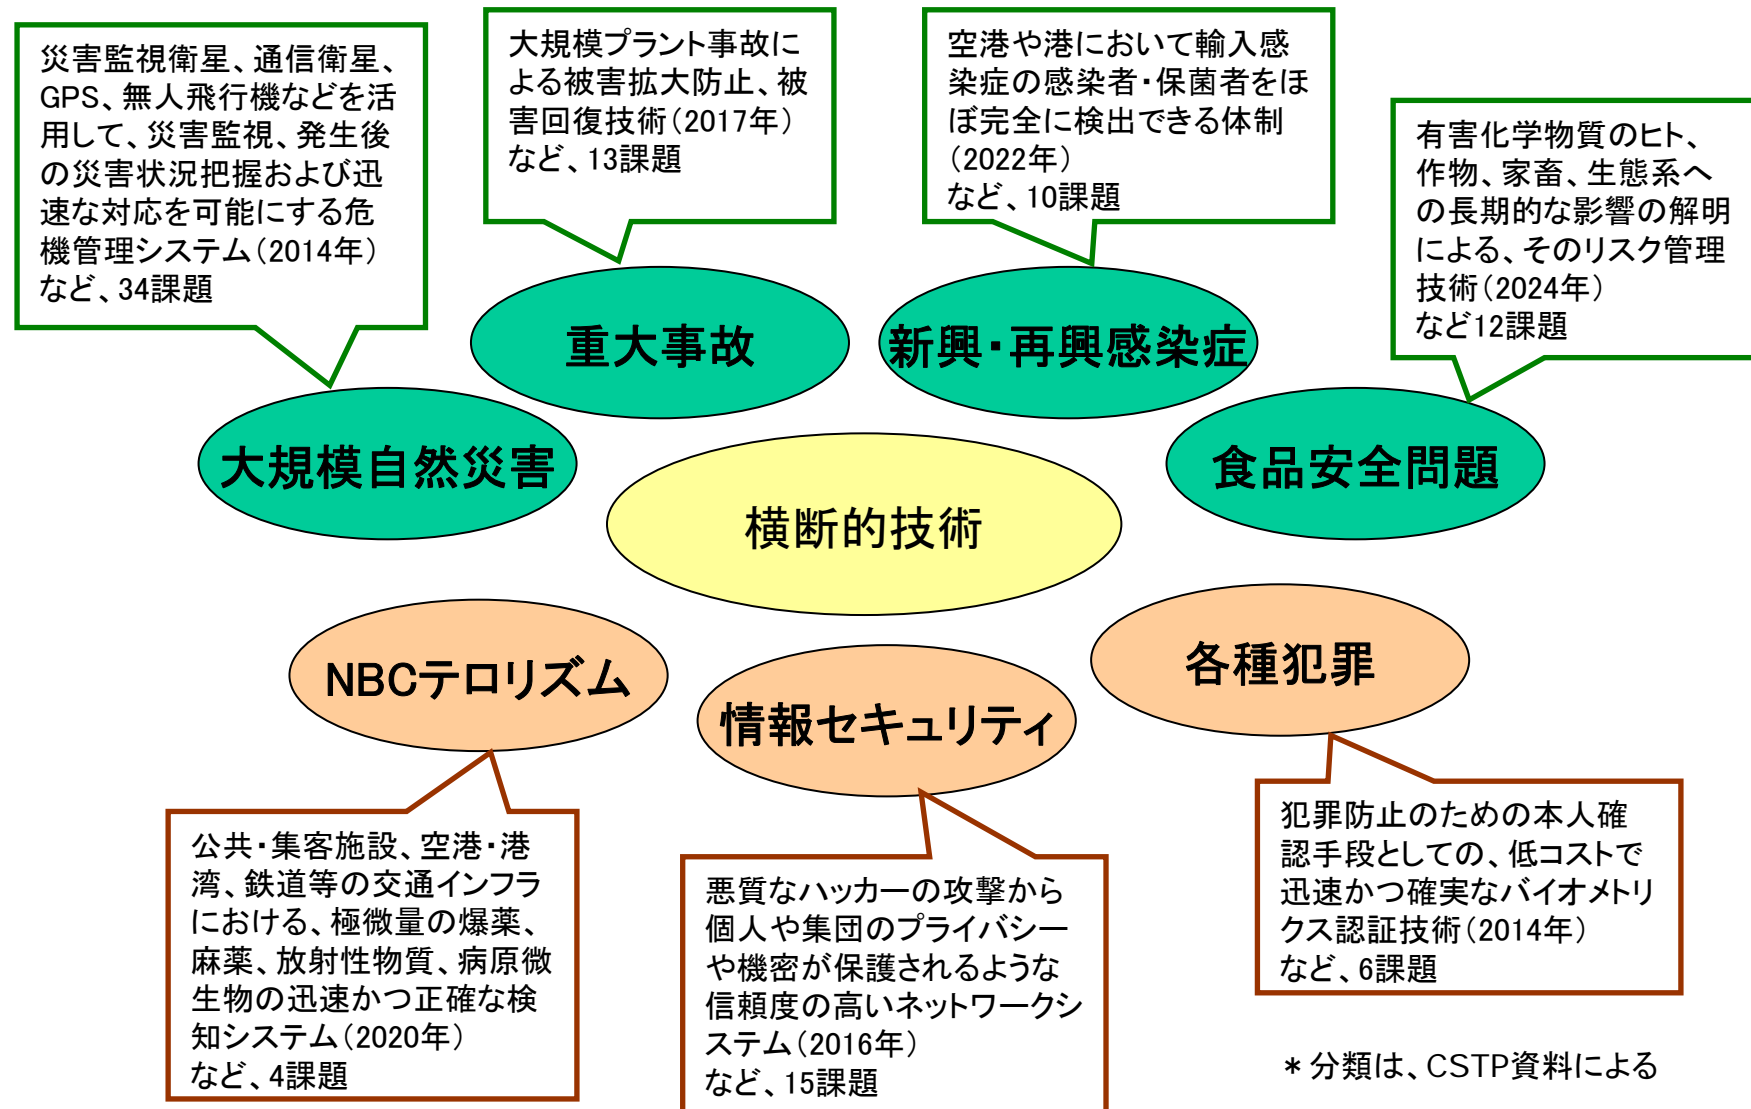 災害監視衛星、通信衛星、
GPS、無人飛行機などを活
用して、災害監視、発生後
の災害状況把握および迅
速な対応を可能にする危
機管理システム(2014年)
など、34課題
大規模プラント事故に
よる被害拡大防止、被
害回復技術(2017年)
など、13課題
空港や港において輸入感
染症の感染者・保菌者をほ
ぼ完全に検出できる体制
(2022年)
など、10課題
有害化学物質のヒト、
作物、家畜、生態系へ
の長期的な影響の解明
による、そのリスク管理
技術(2024年)
など12課題
重大事故
新興・再興感染症
大規模自然災害
食品安全問題
横断的技術
NBCテロリズム
情報セキュリティ
各種犯罪
公共・集客施設、空港・港
湾、鉄道等の交通インフラ
における、極微量の爆薬、
麻薬、放射性物質、病原微
生物の迅速かつ正確な検
知システム(2020年)
など、4課題
悪質なハッカーの攻撃から
個人や集団のプライバシー
や機密が保護されるような
信頼度の高いネットワークシ
ステム(2016年)
など、15課題
犯罪防止のための本人確
認手段としての、低コストで
迅速かつ確実なバイオメトリ
クス認証技術(2014年)
など、6課題
*分類は、CSTP資料による